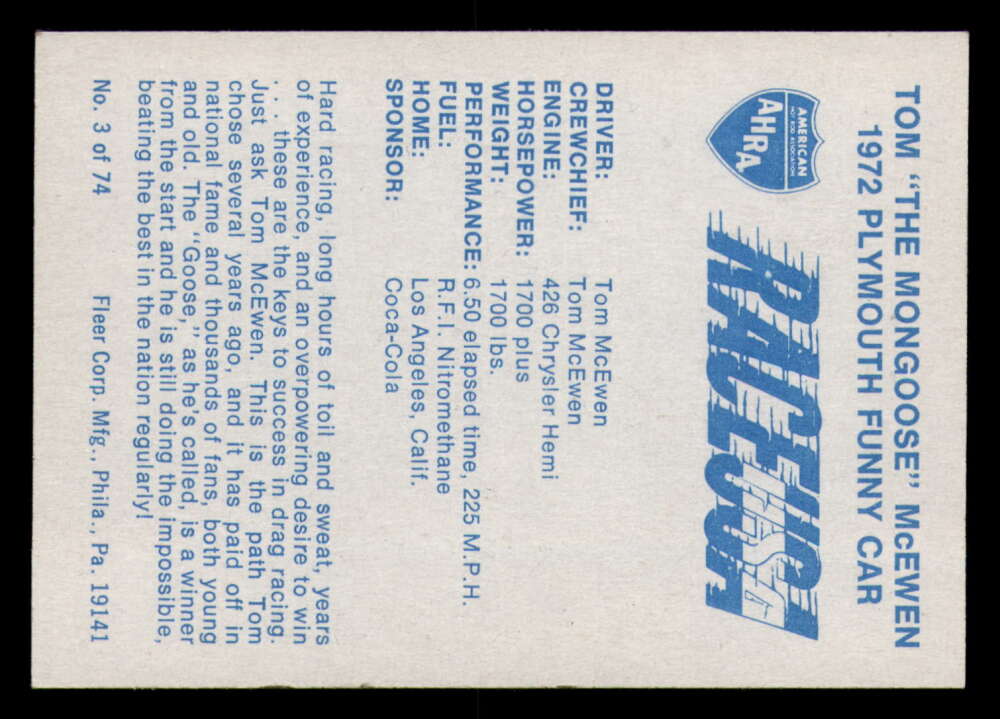 TOM “THE MONGOOSE” McEWEN
1972 PLYMOUTH FUNNY CAR
AMERICAN
HOT ROD ASSOCIATION
AHRA
RACE
USA
DRIVER: Tom McEwen
CREWCHIEF: Tom McEwen
ENGINE: 426 Chrysler Hemi
HORSEPOWER: 1700 plus
WEIGHT: 1700 lbs.
PERFORMANCE: 6.50 elapsed time, 225 M.P.H.
FUEL: R.F.I. Nitromethane
HOME: Los Angeles, Calif.
SPONSOR: Coca-Cola
Hard racing, long hours of toil and sweat, years
of experience, and an overpowering desire to win
. . . these are the keys to success in drag racing.
Just ask Tom McEwen. This is the path Tom
chose several years ago, and it has paid off in
national fame and thousands of fans, both young
and old. The “Goose,” as he's called, is a winner
from the start and he is still doing the impossible,
beating the best in the nation regularly!
No. 3 of 74 Fleer Corp. Mfg., Phila., Pa. 19141